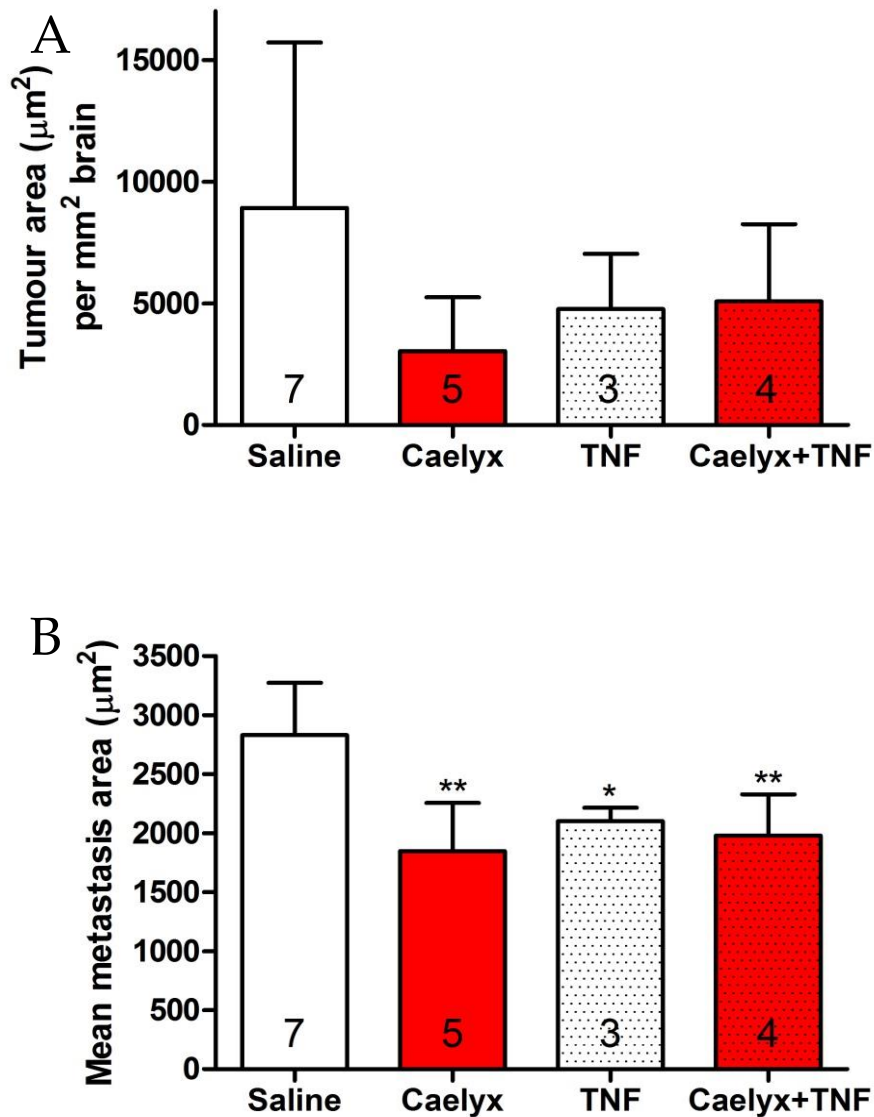 A
Tumour area (μm²)
per mm² brain
15000
10000
5000
0
7
5
3
4
Saline
Caelyx
TNF
Caelyx+TNF
B
Mean metastasis area (μm²)
3500
3000
2500
2000
1500
1000
500
0
**
*
**
7
5
3
4
Saline
Caelyx
TNF
Caelyx+TNF